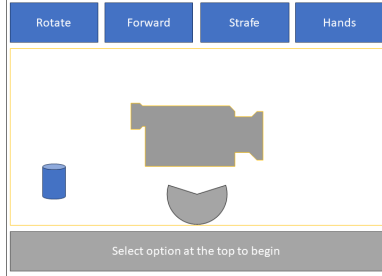 Rotate
Forward
Strafe
Hands
Select option at the top to begin